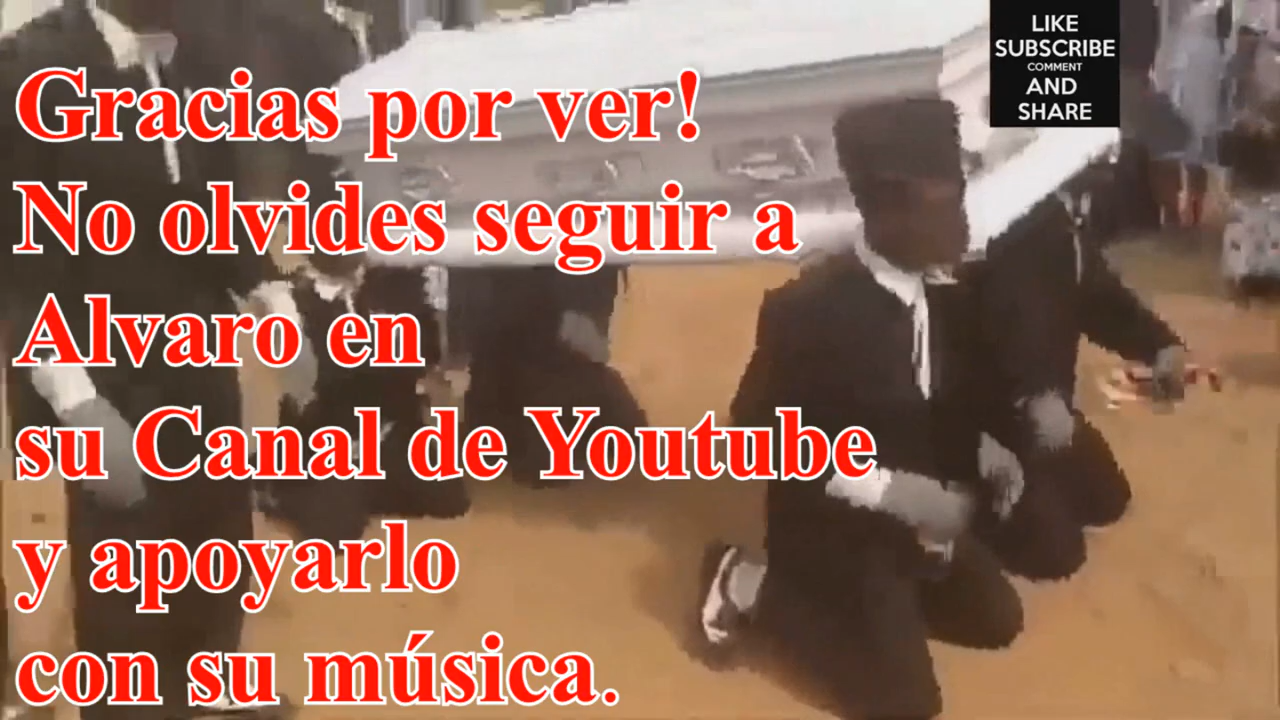 Gracias por ver!
No olvides seguir a
Alvaro en
su Canal de Youtube
y apoyarlo
con su música.
LIKE
SUBSCRIBE
COMMENT
AND
SHARE